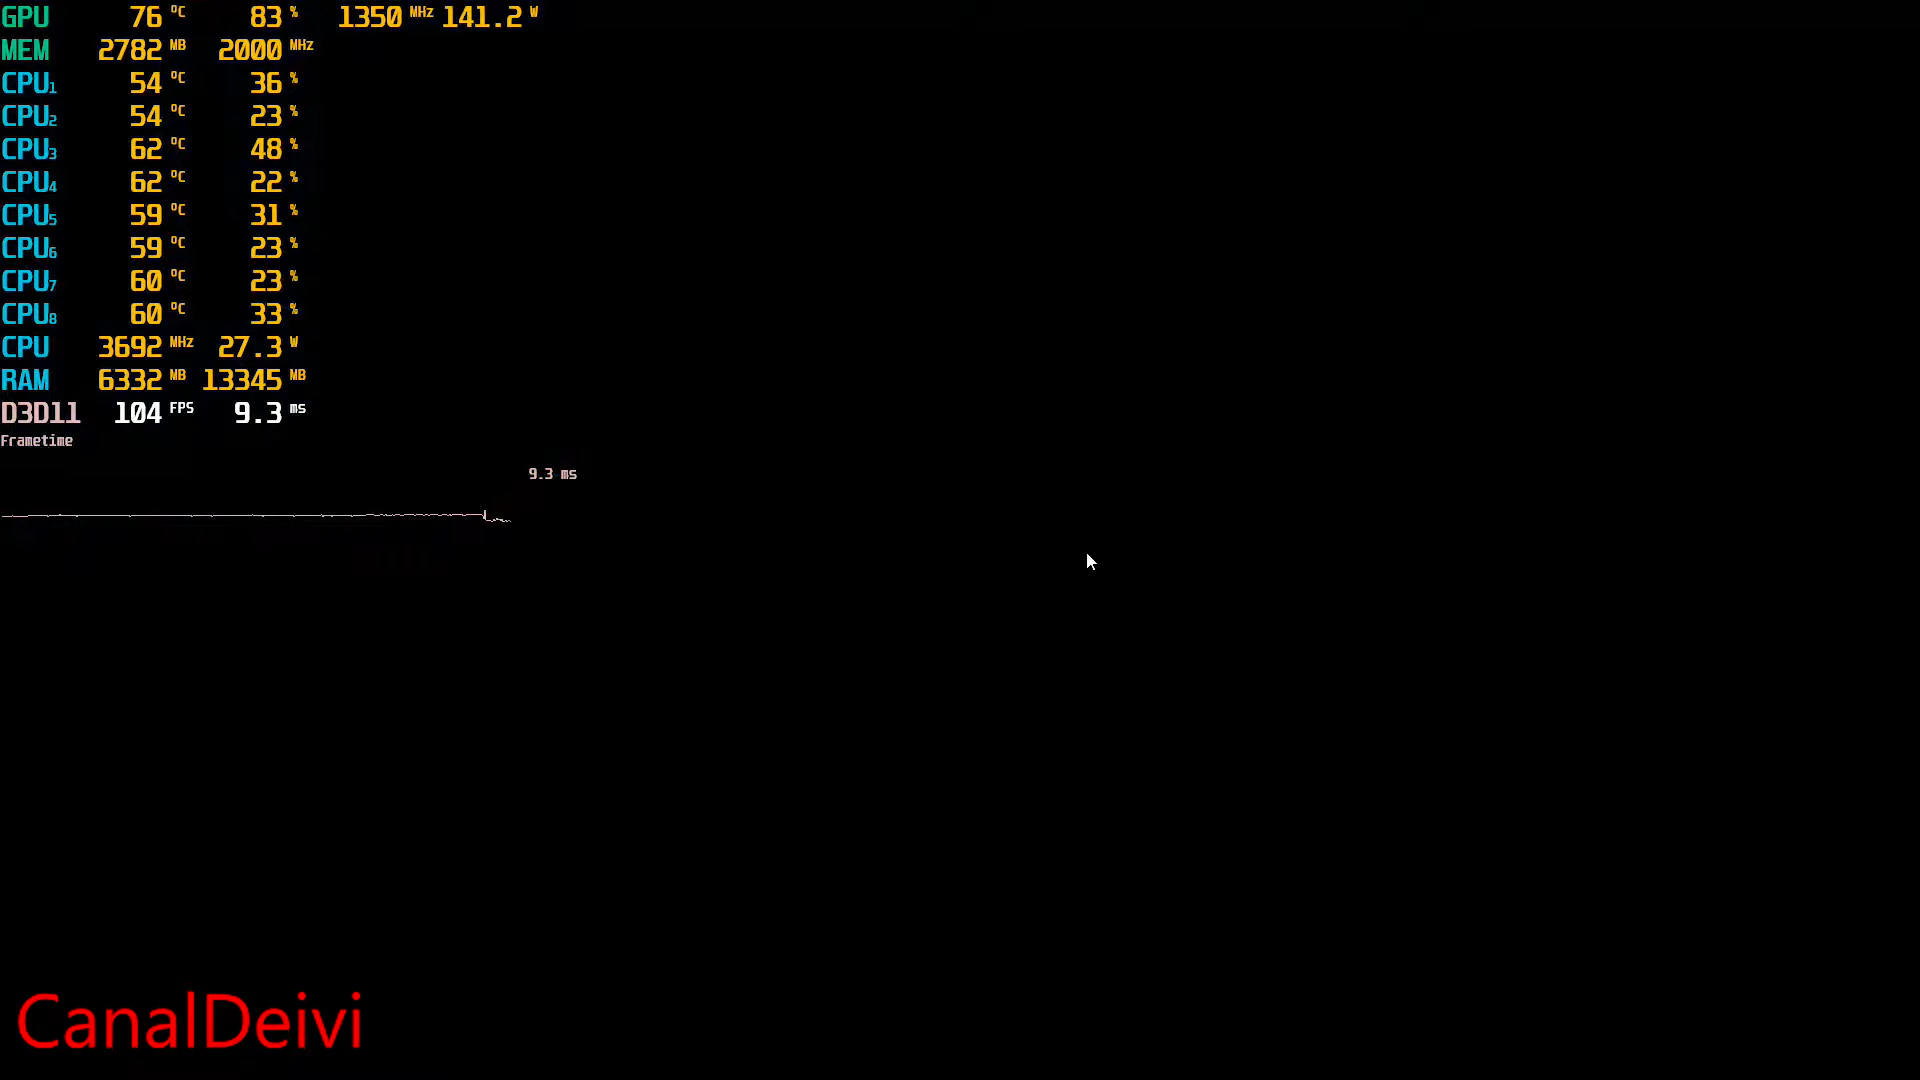 GPU 76 °C 83 % 1350 MHz 141.2 W
MEM 2782 MB 2000 MHz
CPU1 54 °C 36 %
CPU2 54 °C 23 %
CPU3 62 °C 48 %
CPU4 62 °C 22 %
CPU5 59 °C 31 %
CPU6 59 °C 23 %
CPU7 60 °C 23 %
CPU8 60 °C 33 %
CPU 3692 MHz 27.3 W
RAM 6332 MB 13345 MB
D3D11 104 FPS 9.3 ms
Frametime
9.3 ms
CanalDeivi